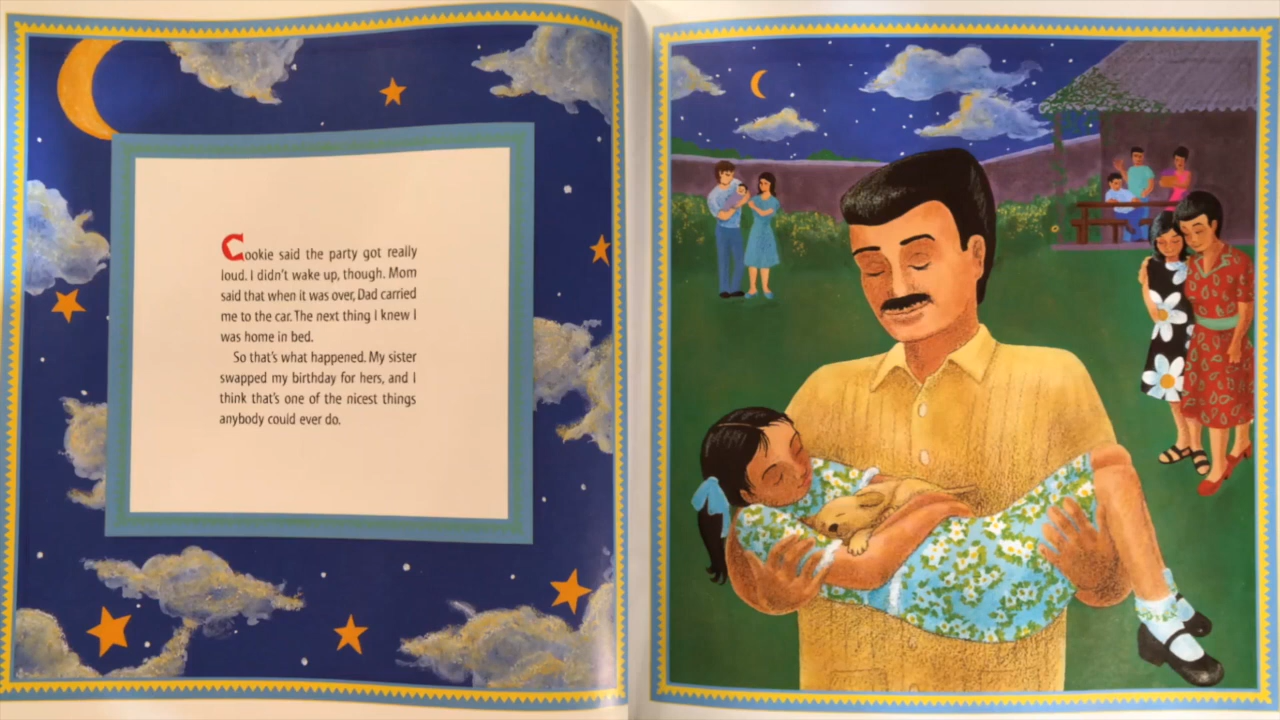 Cookie said the party got really
loud. I didn't wake up, though. Mom
said that when it was over, Dad carried
me to the car. The next thing I knew I
was home in bed.
So that's what happened. My sister
swapped my birthday for hers, and I
think that's one of the nicest things
anybody could ever do.